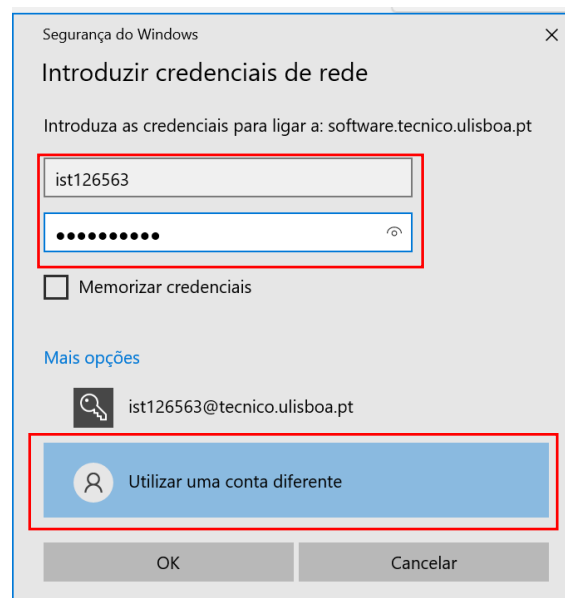 Segurança do Windows
Introduzir credenciais de rede
Introduza as credenciais para ligar a: software.tecnico.ulisboa.pt
ist126563
●●●●●●●●●●
Memorizar credenciais
Mais opções
ist126563@tecnico.ulisboa.pt
Utilizar uma conta diferente
OK Cancelar